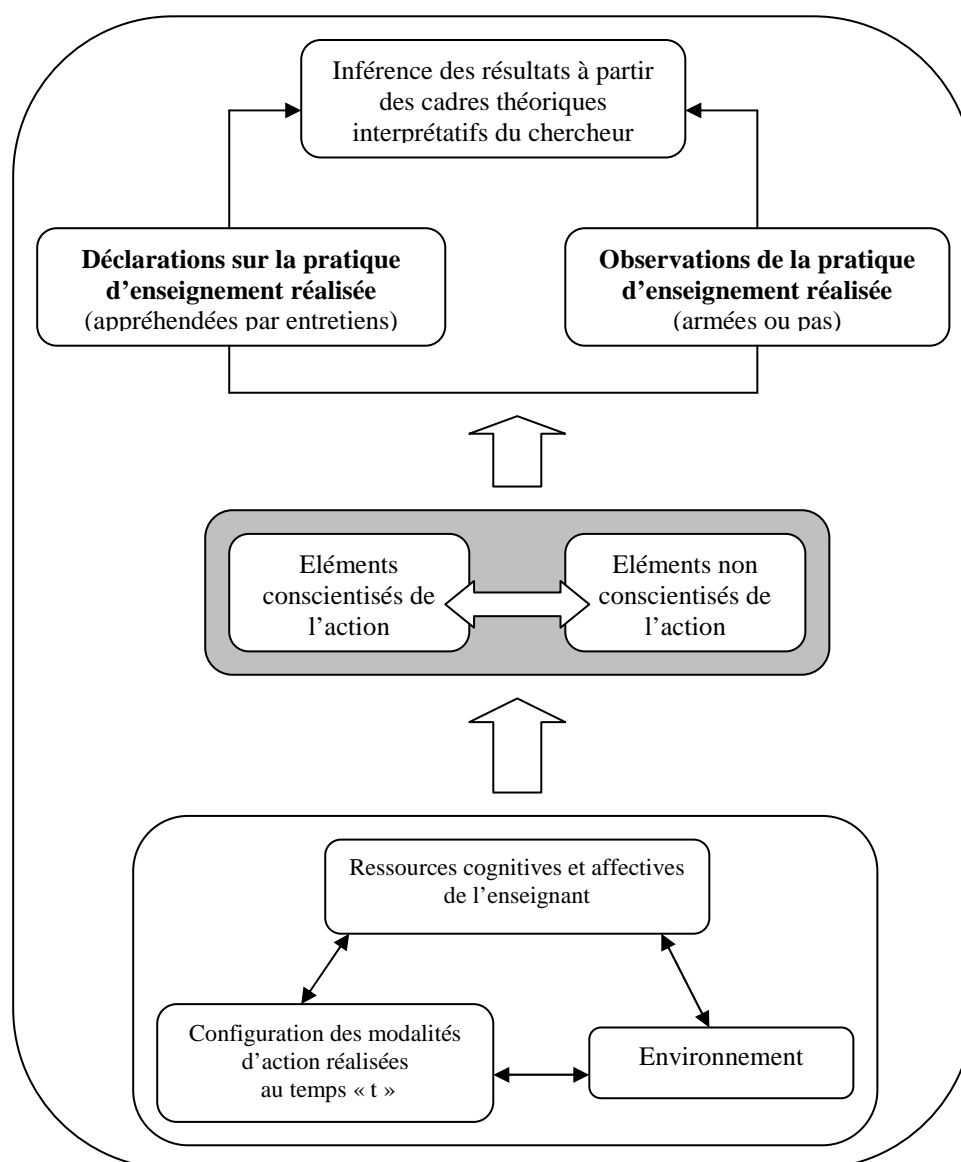 Inférence des résultats à partir
des cadres théoriques
interprétatifs du chercheur
Déclarations sur la pratique
d’enseignement réalisée
(appréhendées par entretiens)
Observations de la pratique
d’enseignement réalisée
(armées ou pas)
Eléments
conscientisés de
l’action
Eléments non
conscientisés de
l’action
Ressources cognitives et affectives
de l’enseignant
Configuration des modalités
d’action réalisées
au temps « t »
Environnement